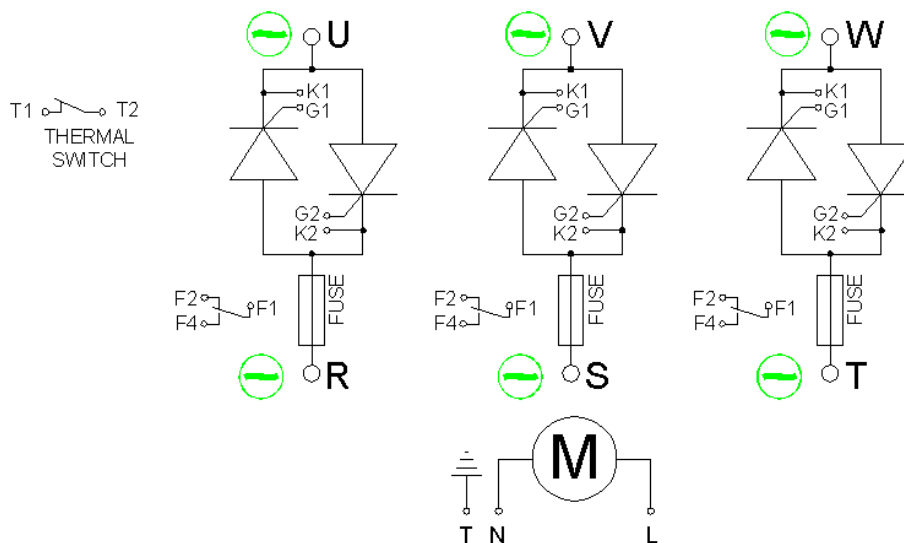 U V W
K1 K1 K1
G1 G1 G1
T1 T2
THERMAL
SWITCH
G2 G2 G2
K2 K2 K2
F2 F1 FUSE F2 F1 FUSE F2 F1 FUSE
F4 F4 F4
R S T
M
T N L